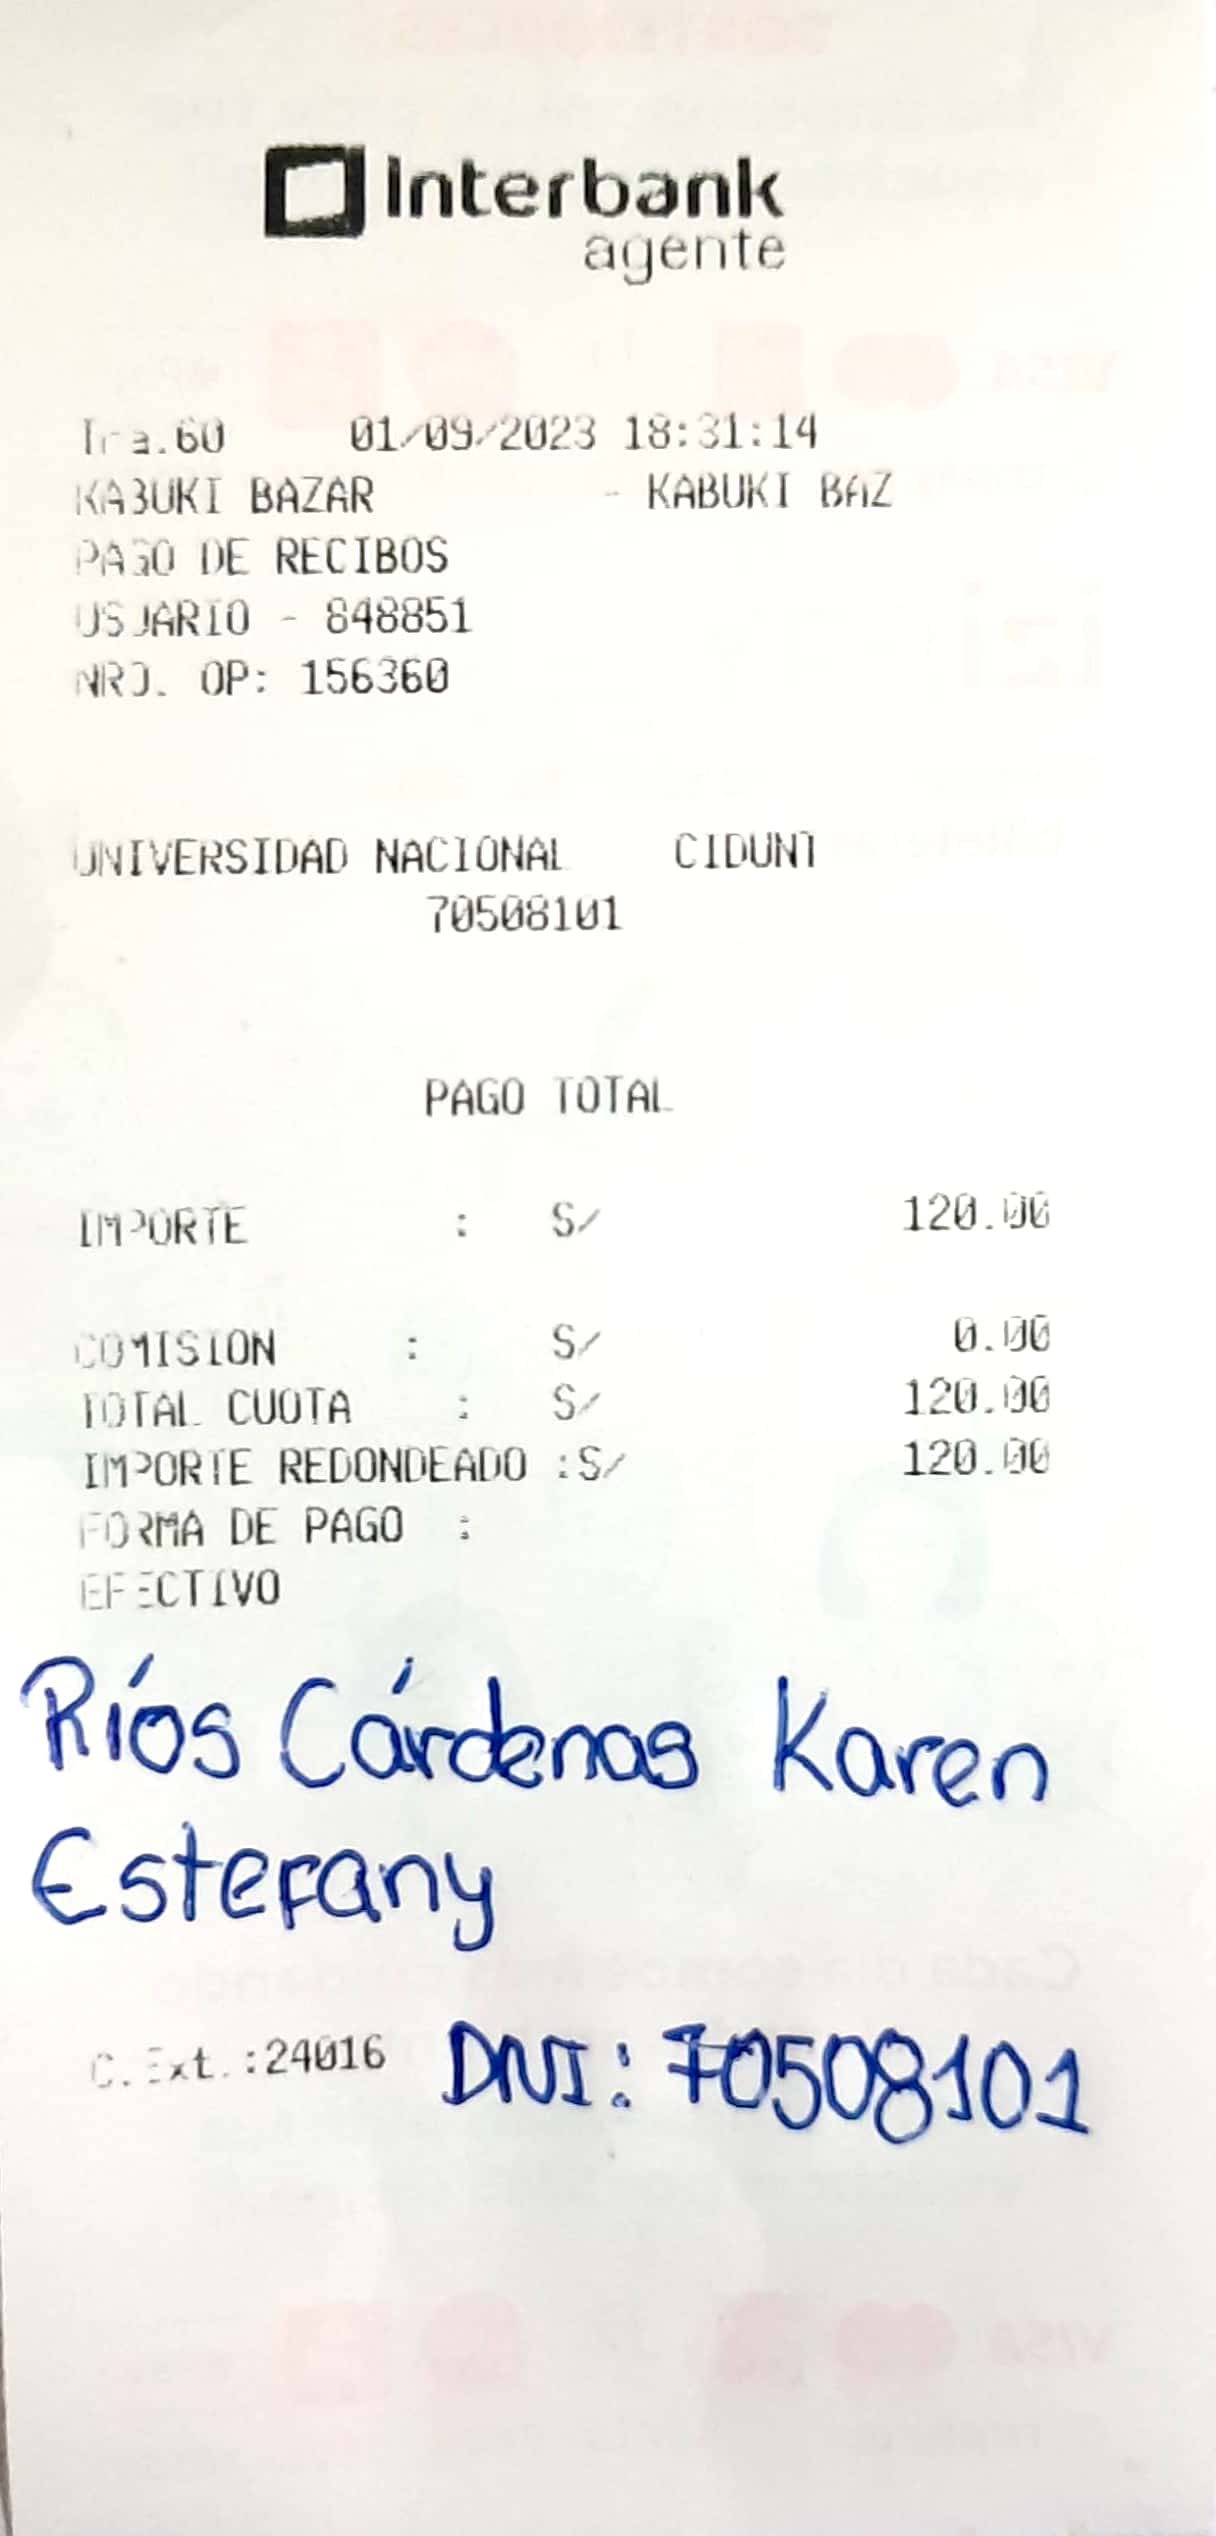 Interbank
agente
Tra.60 01/09/2023 18:31:14
KABUKI BAZAR - KABUKI BAZ
PAGO DE RECIBOS
USUARIO - 848851
NRO. OP: 156360
UNIVERSIDAD NACIONAL CIDUNT
70508101
PAGO TOTAL
IMPORTE : S/ 120.00
COMISION : S/ 0.00
TOTAL CUOTA : S/ 120.00
IMPORTE REDONDEADO :S/ 120.00
FORMA DE PAGO :
EFECTIVO
Ríos Cárdenas Karen
Estefany
C.Ext.:24016 DNI: 70508101